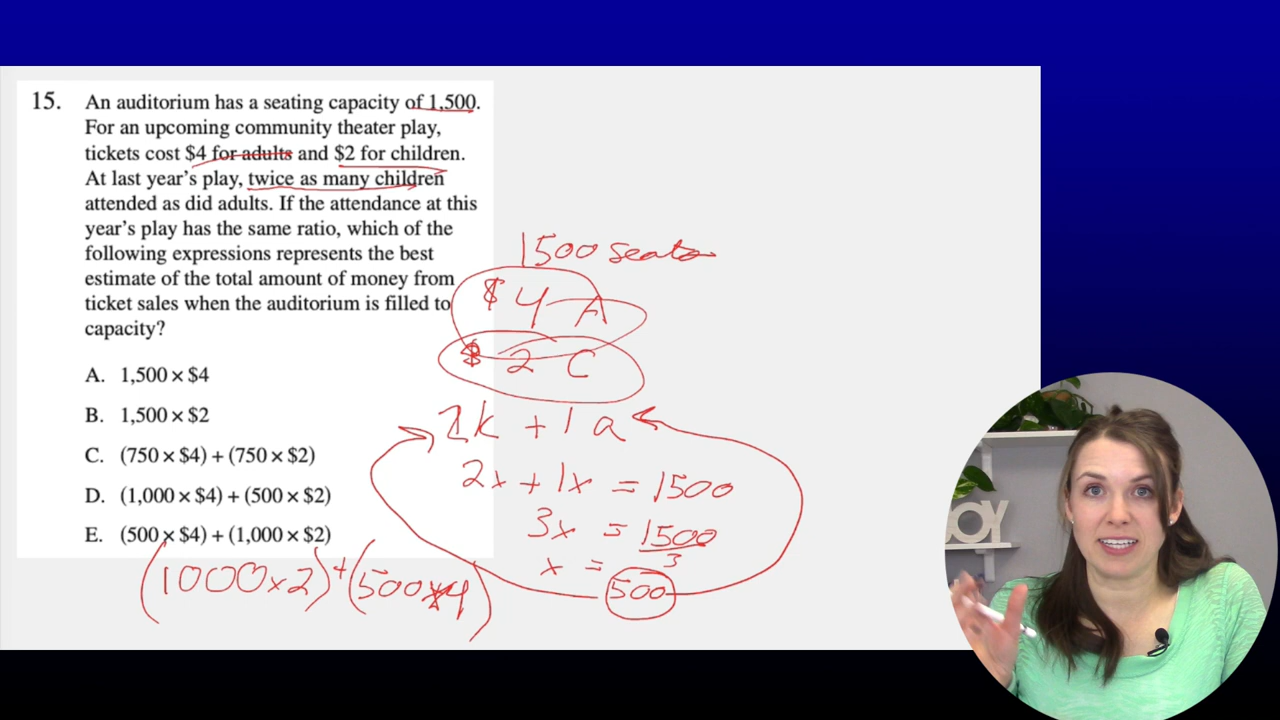 15. An auditorium has a seating capacity of 1,500.
For an upcoming community theater play,
tickets cost $4 for adults and $2 for children.
At last year's play, twice as many children
attended as did adults. If the attendance at this
year's play has the same ratio, which of the
following expressions represents the best
estimate of the total amount of money from
ticket sales when the auditorium is filled to
capacity?
A. 1,500 × $4
B. 1,500 × $2
C. (750 × $4) + (750 × $2)
D. (1,000 × $4) + (500 × $2)
E. (500 × $4) + (1,000 × $2)
1500 seats
$4 A
$2 C
2k + 1a
2x + 1x = 1500
3x = 1500
3
x = 500
(1000 × 2) + (500 × 4)
JOY